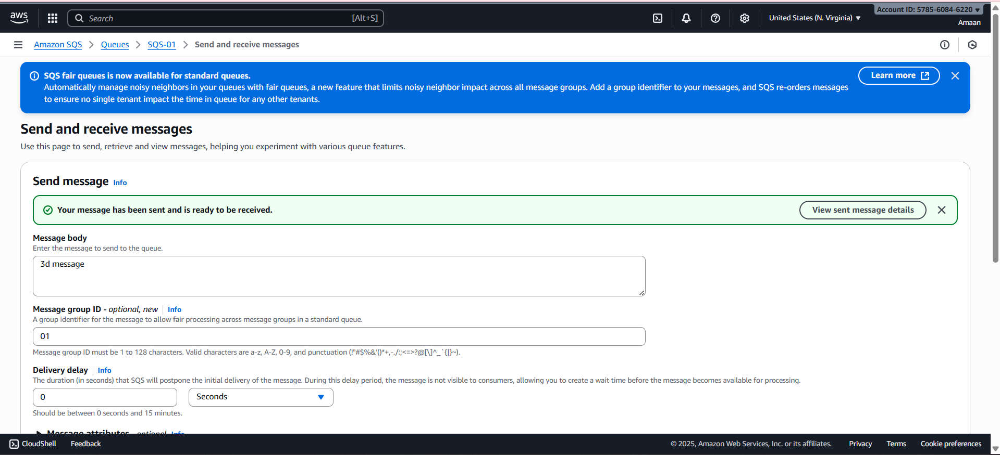 aws
Search [Alt+S]
United States (N. Virginia)
Account ID: 5785-6084-6220
Amaan
Amazon SQS
Queues
SQS-01
Send and receive messages
SQS fair queues is now available for standard queues.
Automatically manage noisy neighbors in your queues with fair queues, a new feature that limits noisy neighbor impact across all message groups. Add a group identifier to your messages, and SQS re-orders messages
to ensure no single tenant impact the time in queue for any other tenants.
Learn more
Send and receive messages
Use this page to send, retrieve and view messages, helping you experiment with various queue features.
Send message Info
Your message has been sent and is ready to be received.
View sent message details
Message body
Enter the message to send to the queue.
3d message
Message group ID - optional, new Info
A group identifier for the message to allow fair processing across message groups in a standard queue.
01
Message group ID must be 1 to 128 characters. Valid characters are a-z, A-Z, 0-9, and punctuation (!"#$%&'()*+,-./:;<=>?@[\]^_`{|}~).
Delivery delay Info
The duration (in seconds) that SQS will postpone the initial delivery of the message. During this delay period, the message is not visible to consumers, allowing you to create a wait time before the message becomes available for processing.
0
Seconds
Should be between 0 seconds and 15 minutes.
Message attributes - optional Info
CloudShell
Feedback
© 2025, Amazon Web Services, Inc. or its affiliates.
Privacy
Terms
Cookie preferences